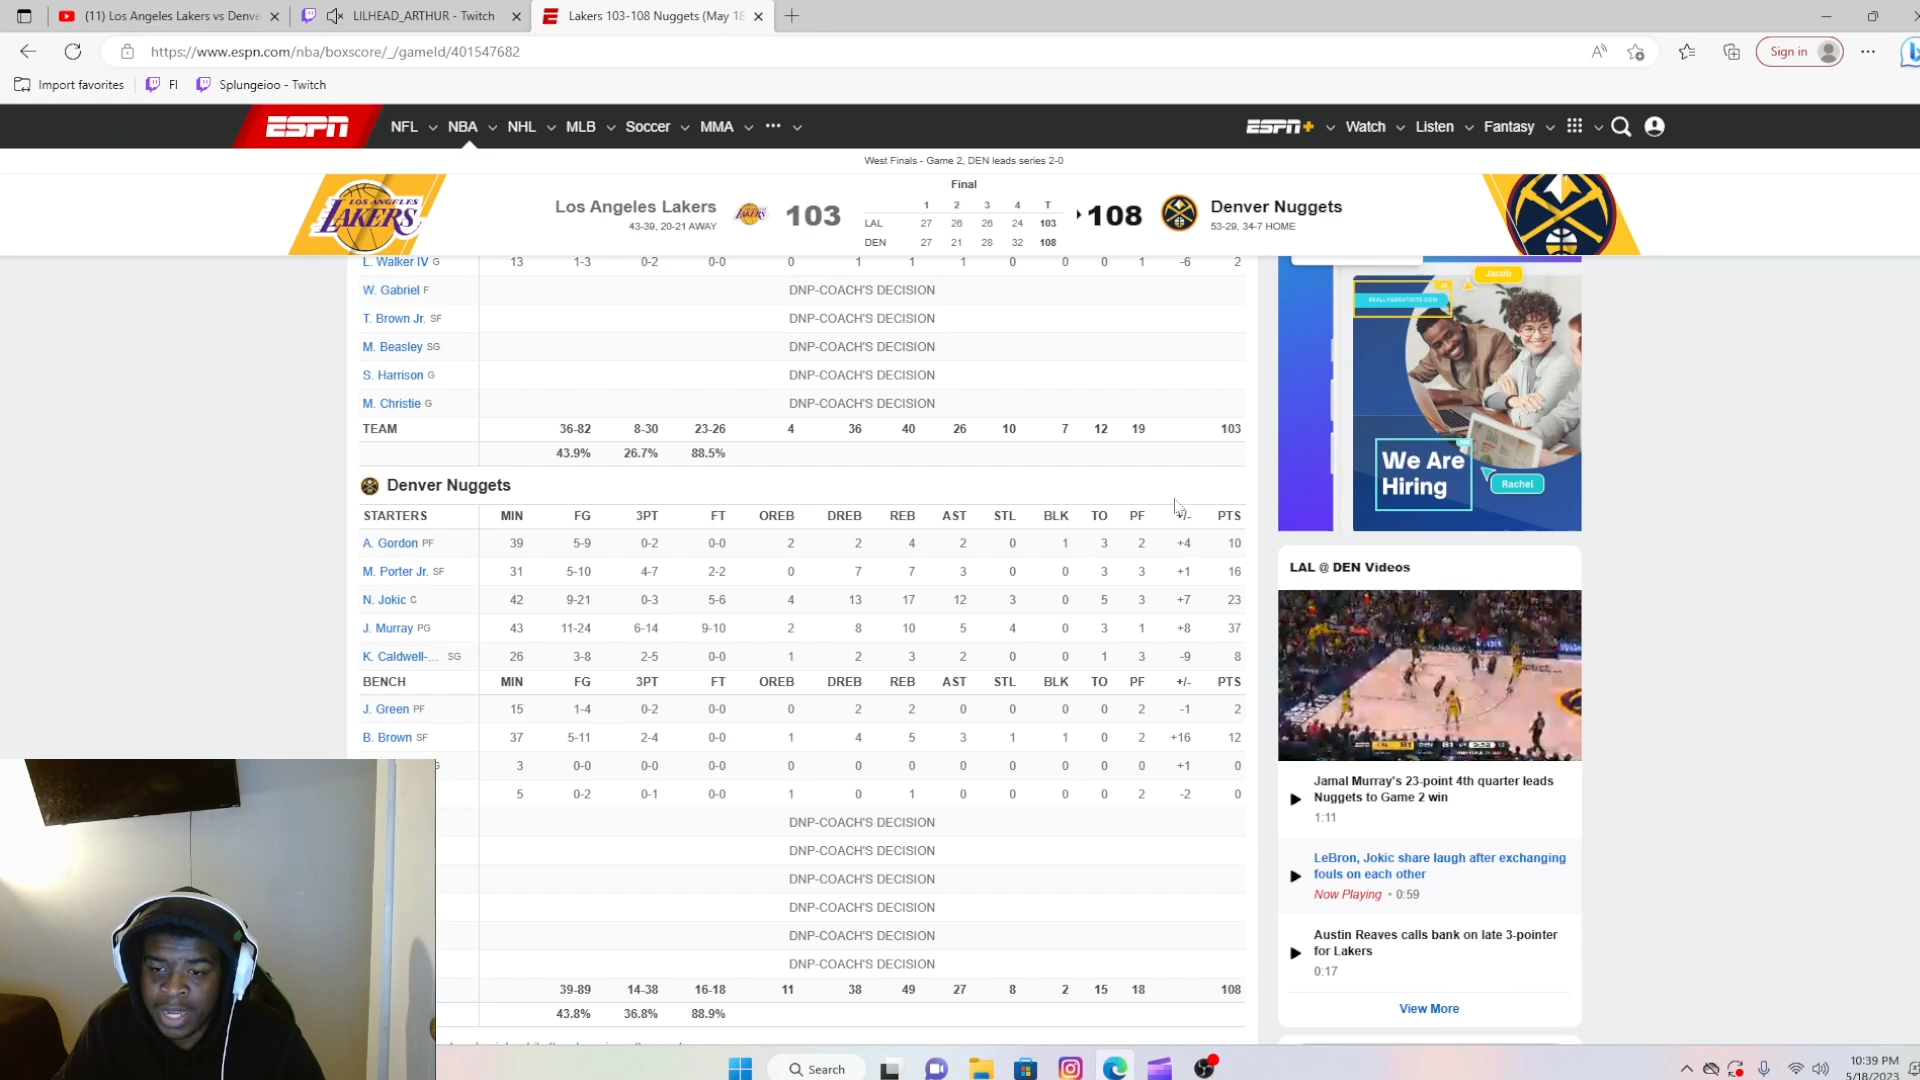 (11) Los Angeles Lakers vs Denve
LILHEAD_ARTHUR - Twitch
Lakers 103-108 Nuggets (May 18
https://www.espn.com/nba/boxscore/_/gameId/401547682
Sign in
Import favorites FI Splungeioo - Twitch
ESPN NFL NBA NHL MLB Soccer MMA ••• ESPN+ Watch Listen Fantasy
West Finals - Game 2, DEN leads series 2-0
LOS ANGELES LAKERS
Los Angeles Lakers
43-39, 20-21 AWAY
LAKERS
103
Final
1 2 3 4 T
LAL 27 26 26 24 103
DEN 27 21 28 32 108
108
Denver Nuggets
53-29, 34-7 HOME
L. Walker IV G 13 1-3 0-2 0-0 0 1 1 1 0 0 0 1 -6 2
W. Gabriel F DNP-COACH'S DECISION
T. Brown Jr. SF DNP-COACH'S DECISION
M. Beasley SG DNP-COACH'S DECISION
S. Harrison G DNP-COACH'S DECISION
M. Christie G DNP-COACH'S DECISION
TEAM 36-82 8-30 23-26 4 36 40 26 10 7 12 19 103
43.9% 26.7% 88.5%
Denver Nuggets
STARTERS MIN FG 3PT FT OREB DREB REB AST STL BLK TO PF +/- PTS
A. Gordon PF 39 5-9 0-2 0-0 2 2 4 2 0 1 3 2 +4 10
M. Porter Jr. SF 31 5-10 4-7 2-2 0 7 7 3 0 0 3 3 +1 16
N. Jokic C 42 9-21 0-3 5-6 4 13 17 12 3 0 5 3 +7 23
J. Murray PG 43 11-24 6-14 9-10 2 8 10 5 4 0 3 1 +8 37
K. Caldwell-... SG 26 3-8 2-5 0-0 1 2 3 2 0 0 1 3 -9 8
BENCH MIN FG 3PT FT OREB DREB REB AST STL BLK TO PF +/- PTS
J. Green PF 15 1-4 0-2 0-0 0 2 2 0 0 0 0 2 -1 2
B. Brown SF 37 5-11 2-4 0-0 1 4 5 3 1 1 0 2 +16 12
3 0-0 0-0 0-0 0 0 0 0 0 0 0 0 +1 0
5 0-2 0-1 0-0 1 0 1 0 0 0 0 2 -2 0
DNP-COACH'S DECISION
DNP-COACH'S DECISION
DNP-COACH'S DECISION
DNP-COACH'S DECISION
DNP-COACH'S DECISION
DNP-COACH'S DECISION
39-89 14-38 16-18 11 38 49 27 8 2 15 18 108
43.8% 36.8% 88.9%
Jacob
REALLYGREATSITE.COM
We Are
Hiring
Rachel
LAL @ DEN Videos
Jamal Murray's 23-point 4th quarter leads
Nuggets to Game 2 win
1:11
LeBron, Jokic share laugh after exchanging
fouls on each other
Now Playing • 0:59
Austin Reaves calls bank on late 3-pointer
for Lakers
0:17
View More
Search
10:39 PM
5/18/2023